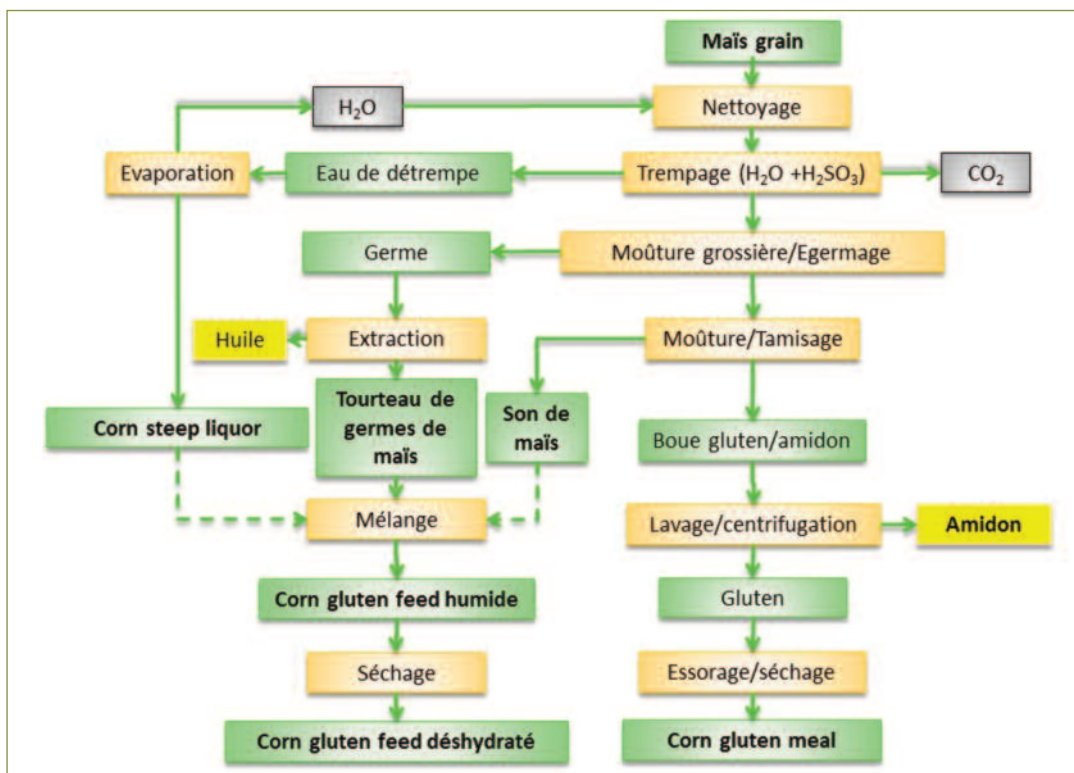 Maïs grain
H₂O
Nettoyage
Evaporation
Eau de détrempe
Trempage (H₂O +H₂SO₃)
CO₂
Germe
Moûture grossière/Egermage
Huile
Extraction
Moûture/Tamisage
Corn steep liquor
Tourteau de
germes de
maïs
Son de
maïs
Boue gluten/amidon
Mélange
Lavage/centrifugation
Amidon
Corn gluten feed humide
Gluten
Séchage
Essorage/séchage
Corn gluten feed déshydraté
Corn gluten meal